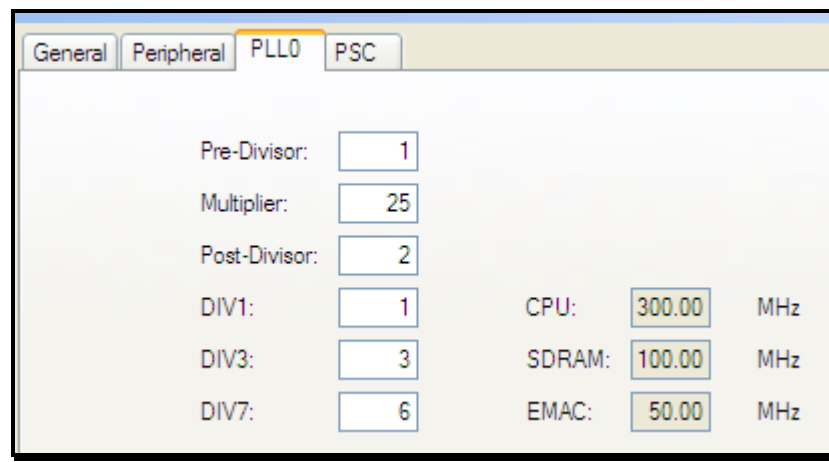 General Peripheral PLL0 PSC
Pre-Divisor: 1
Multiplier: 25
Post-Divisor: 2
DIV1: 1 CPU: 300.00 MHz
DIV3: 3 SDRAM: 100.00 MHz
DIV7: 6 EMAC: 50.00 MHz